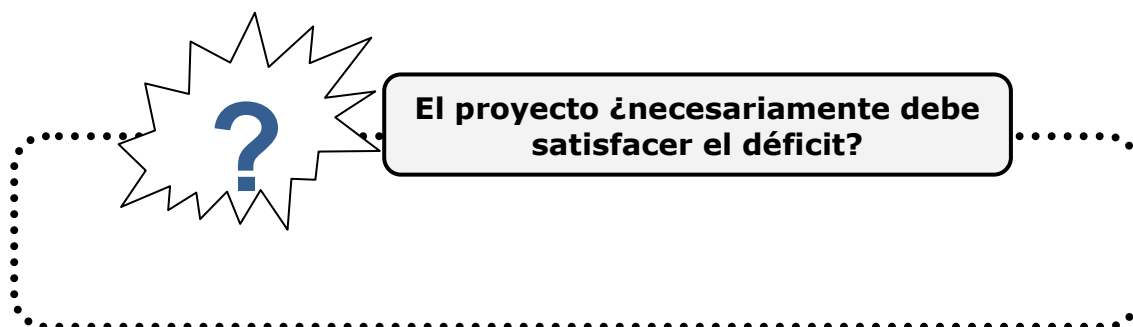 ?
El proyecto ¿necesariamente debe
satisfacer el déficit?